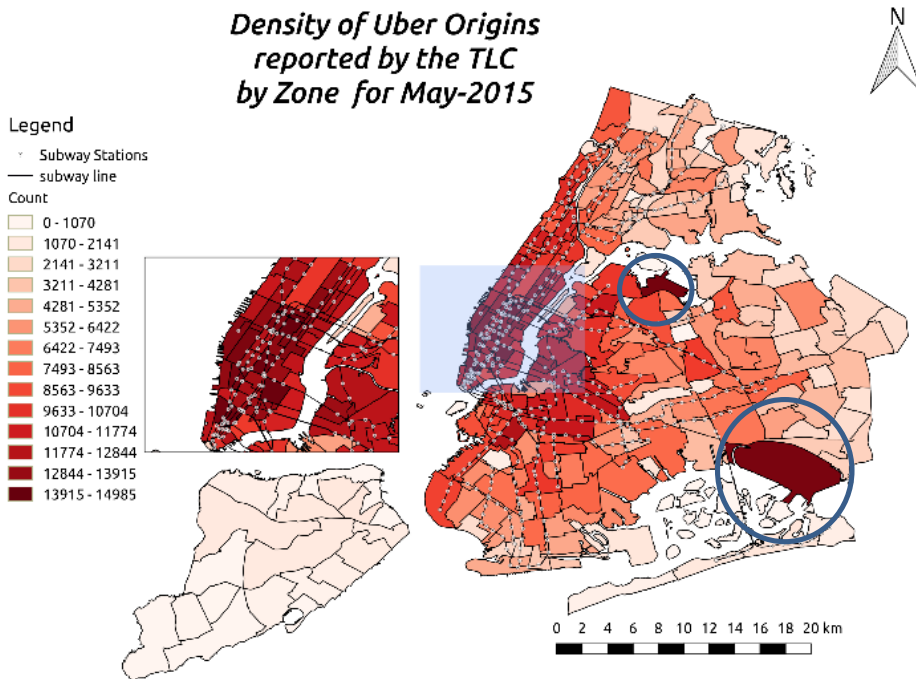 Density of Uber Origins
reported by the TLC
by Zone for May-2015
N
Legend
Subway Stations
subway line
Count
0 - 1070
1070 - 2141
2141 - 3211
3211 - 4281
4281 - 5352
5352 - 6422
6422 - 7493
7493 - 8563
8563 - 9633
9633 - 10704
10704 - 11774
11774 - 12844
12844 - 13915
13915 - 14985
0 2 4 6 8 10 12 14 16 18 20 km